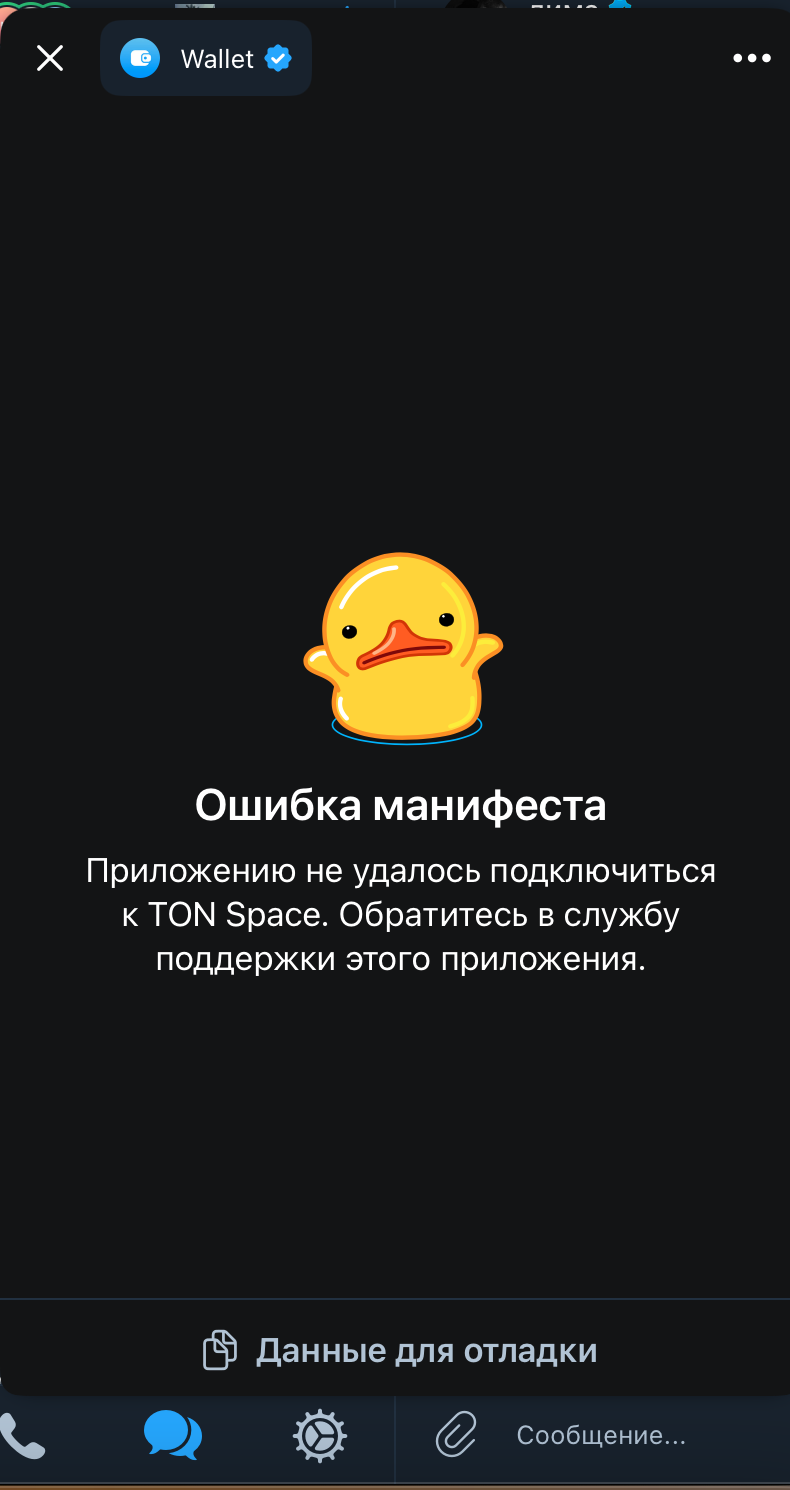 Wallet
Ошибка манифеста
Приложению не удалось подключиться
к TON Space. Обратитесь в службу
поддержки этого приложения.
Данные для отладки
Сообщение...